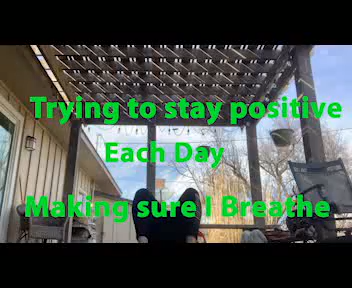 Trying to stay positive
Each Day
Making sure I Breathe